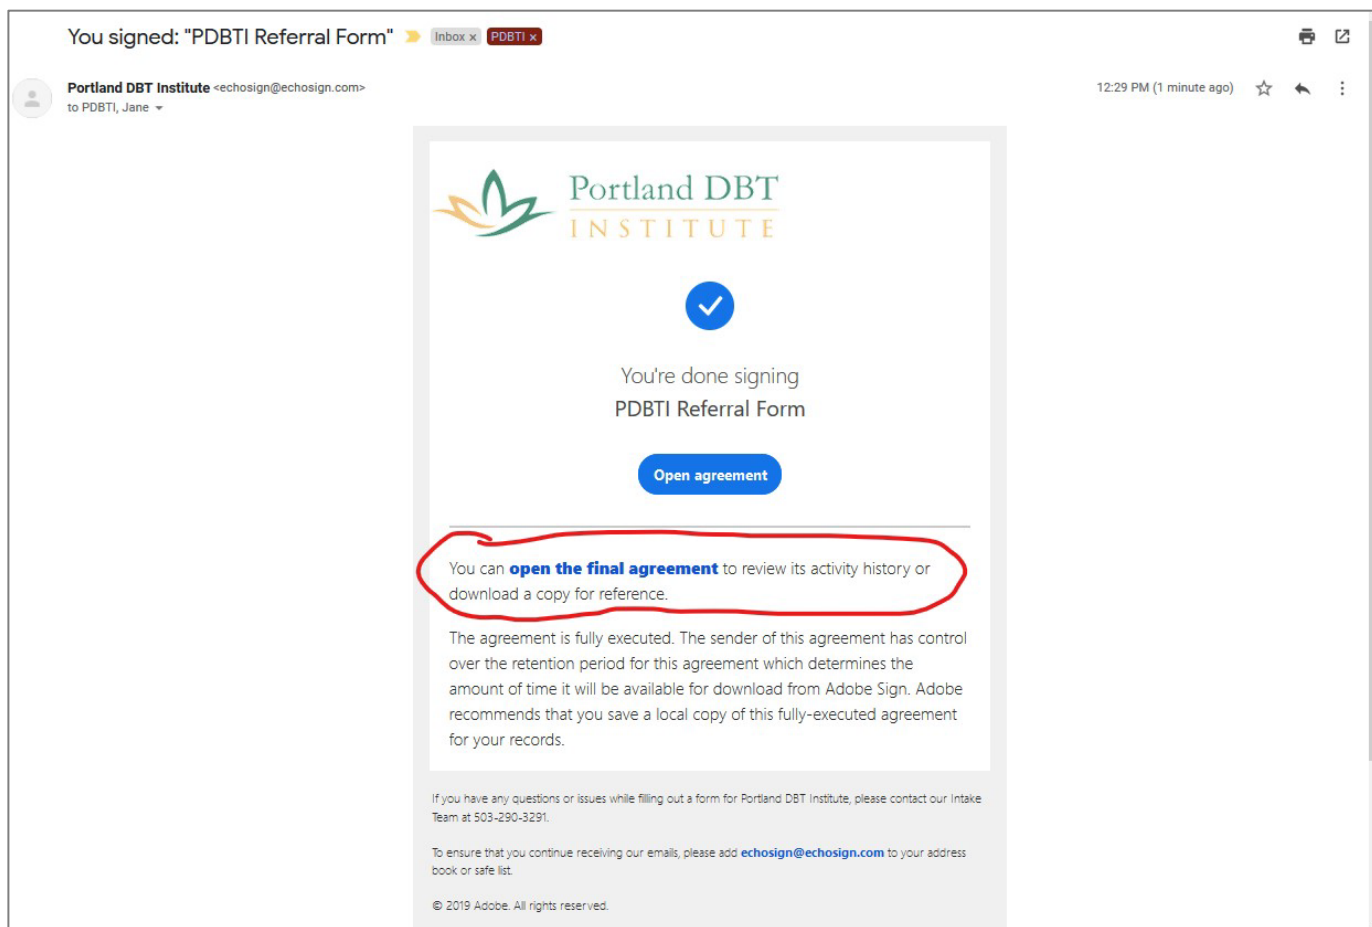 You signed: "PDBTI Referral Form" Inbox x PDBTI x
Portland DBT Institute <echosign@echosign.com> 12:29 PM (1 minute ago)
to PDBTI, Jane
Portland DBT
INSTITUTE
You're done signing
PDBTI Referral Form
Open agreement
You can open the final agreement to review its activity history or
download a copy for reference.
The agreement is fully executed. The sender of this agreement has control
over the retention period for this agreement which determines the
amount of time it will be available for download from Adobe Sign. Adobe
recommends that you save a local copy of this fully-executed agreement
for your records.
If you have any questions or issues while filling out a form for Portland DBT Institute, please contact our Intake
Team at 503-290-3291.
To ensure that you continue receiving our emails, please add echosign@echosign.com to your address
book or safe list.
© 2019 Adobe. All rights reserved.